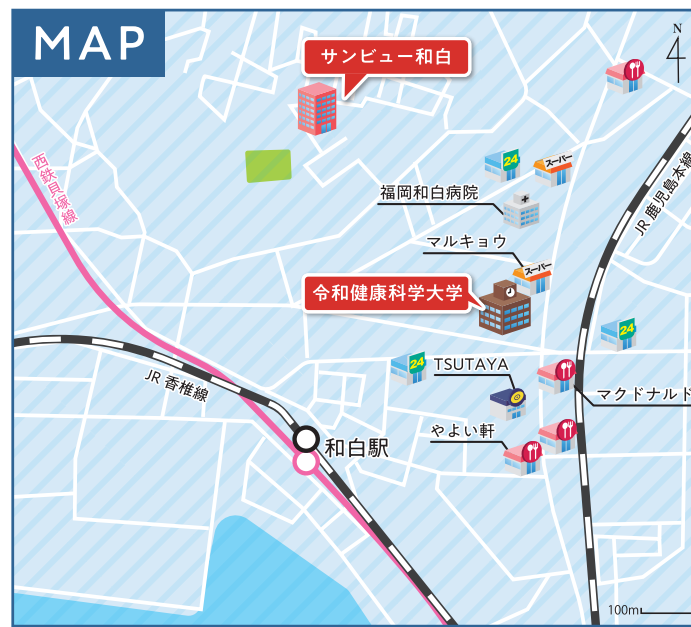 MAP
サンビュー和白
N
西鉄貝塚線
24
スーパー
JR 鹿児島本線
福岡和白病院
マルキョウ
スーパー
令和健康科学大学
24
24
TSUTAYA
JR 香椎線
マクドナルド
やよい軒
和白駅
100m